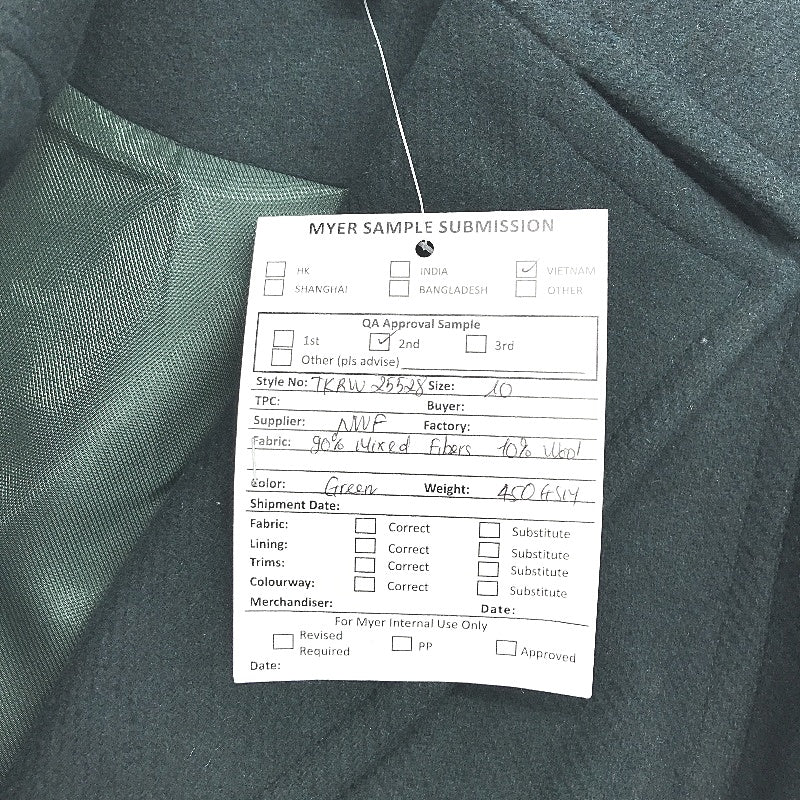 MYER SAMPLE SUBMISSION
HK INDIA VIETNAM
SHANGHAI BANGLADESH OTHER
QA Approval Sample
1st 2nd 3rd
Other (pls advise)
Style No: TKRW 25528 Size: 10
TPC: Buyer:
Supplier: NWF Factory:
Fabric: 90% Mixed Fibers 10% Wool
Color: Green Weight: 450 GSM
Shipment Date:
Fabric: Correct Substitute
Lining: Correct Substitute
Trims: Correct Substitute
Colourway: Correct Substitute
Merchandiser: Date:
For Myer Internal Use Only
Revised Required PP Approved
Date: